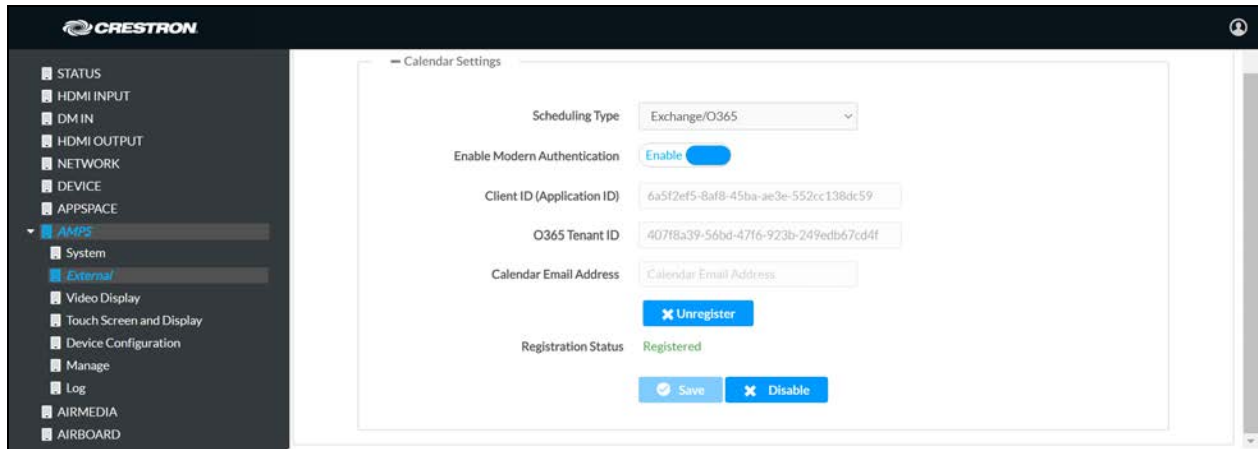 CRESTRON.
STATUS
HDMI INPUT
DM IN
HDMI OUTPUT
NETWORK
DEVICE
APPSPACE
AMPS
System
External
Video Display
Touch Screen and Display
Device Configuration
Manage
Log
AIRMEDIA
AIRBOARD
Calendar Settings
Scheduling Type Exchange/O365
Enable Modern Authentication Enable
Client ID (Application ID) 6a5f2ef5-8af8-45ba-ae3e-552cc138dc59
O365 Tenant ID 407f8a39-56bd-47f6-923b-249edb67cd4f
Calendar Email Address Calendar Email Address
Unregister
Registration Status Registered
Save Disable